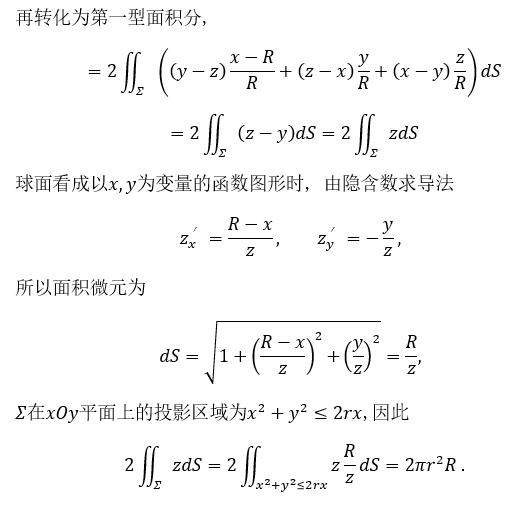 再转化为第一型面积分,
= 2∬_Σ ((y − z) (x − R)/R + (z − x) y/R + (x − y) z/R) dS
= 2∬_Σ (z − y)dS = 2∬_Σ zdS
球面看成以x, y为变量的函数图形时, 由隐含数求导法
z_x′ = (R − x)/z, z_y′ = −y/z,
所以面积微元为
dS = √(1 + ((R − x)/z)² + (y/z)²) = R/z,
Σ在xOy平面上的投影区域为x² + y² ≤ 2rx, 因此
2∬_Σ zdS = 2∬_{x²+y²≤2rx} z R/z dS = 2πr²R .